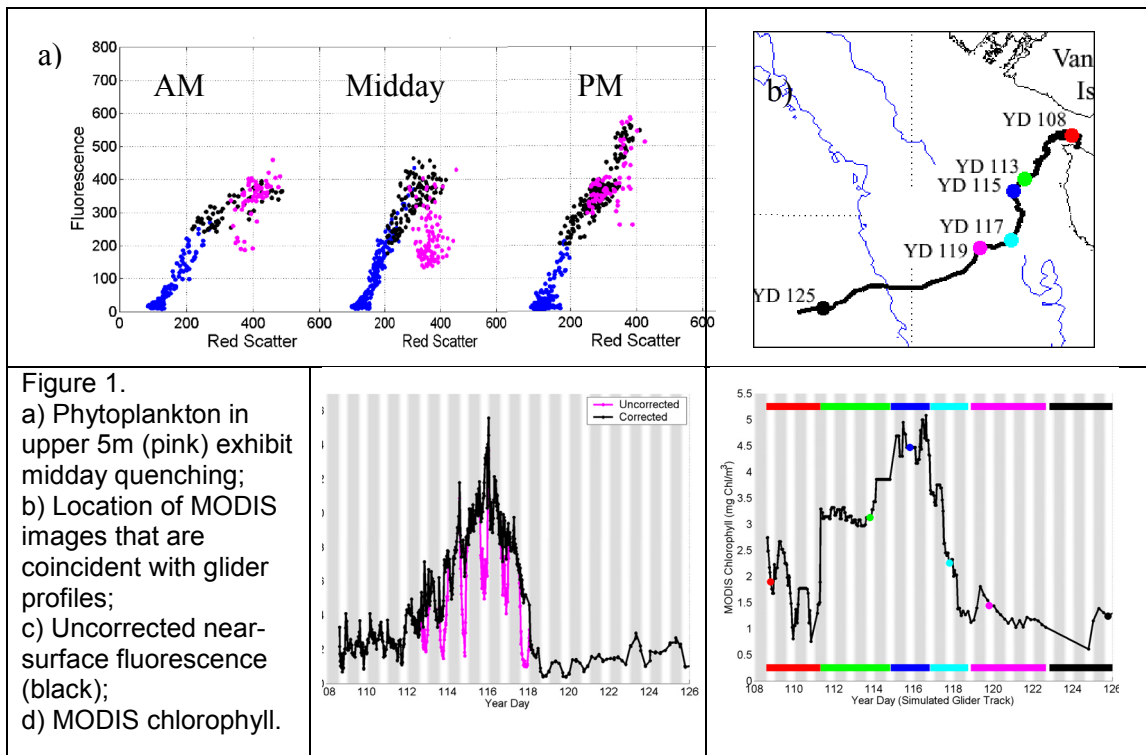 a)
AM
Midday
PM
800
700
600
500
400
300
200
100
0
Fluorescence
0 200 400 600 200 400 600 200 400 600
Red Scatter
Red Scatter
Red Scatter
b)
Van
Is
YD 108
YD 113
YD 115
YD 117
YD 119
YD 125
Figure 1.
a) Phytoplankton in
upper 5m (pink) exhibit
midday quenching;
b) Location of MODIS
images that are
coincident with glider
profiles;
c) Uncorrected near-
surface fluorescence
(black);
d) MODIS chlorophyll.
Uncorrected
Corrected
108 110 112 114 116 118 120 122 124 126
Year Day
5.5
5
4.5
4
3.5
3
2.5
2
1.5
1
0.5
0
MODIS Chlorophyll (mg Chl/m³)
108 110 112 114 116 118 120 122 124 126
Year Day (Simulated Glider Track)